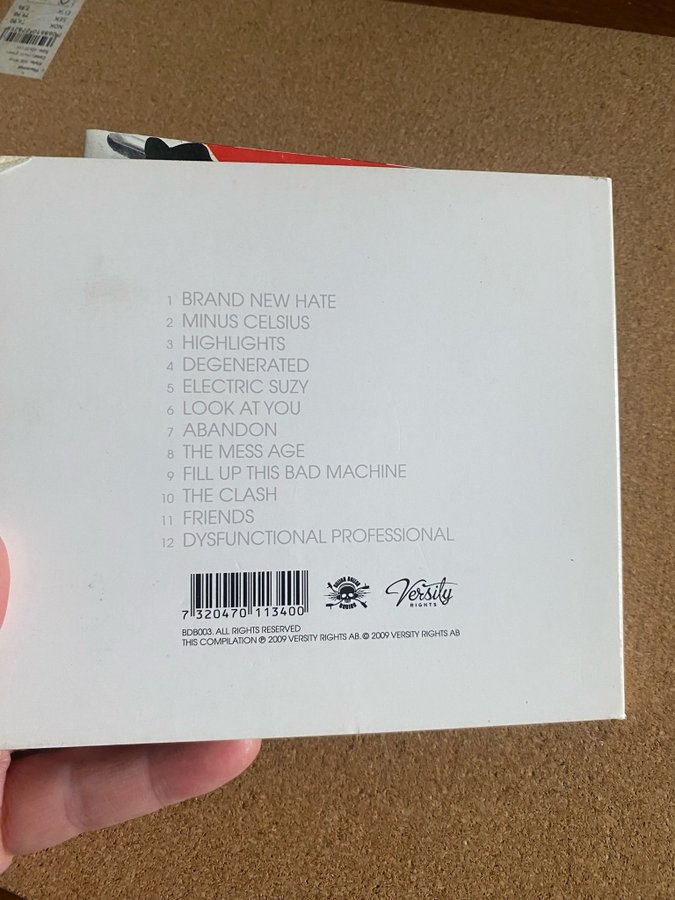 1 BRAND NEW HATE
2 MINUS CELSIUS
3 HIGHLIGHTS
4 DEGENERATED
5 ELECTRIC SUZY
6 LOOK AT YOU
7 ABANDON
8 THE MESS AGE
9 FILL UP THIS BAD MACHINE
10 THE CLASH
11 FRIENDS
12 DYSFUNCTIONAL PROFESSIONAL
7 320470 113400
Versity
RIGHTS
BDB003. ALL RIGHTS RESERVED
THIS COMPILATION ℗ 2009 VERSITY RIGHTS AB. © 2009 VERSITY RIGHTS AB